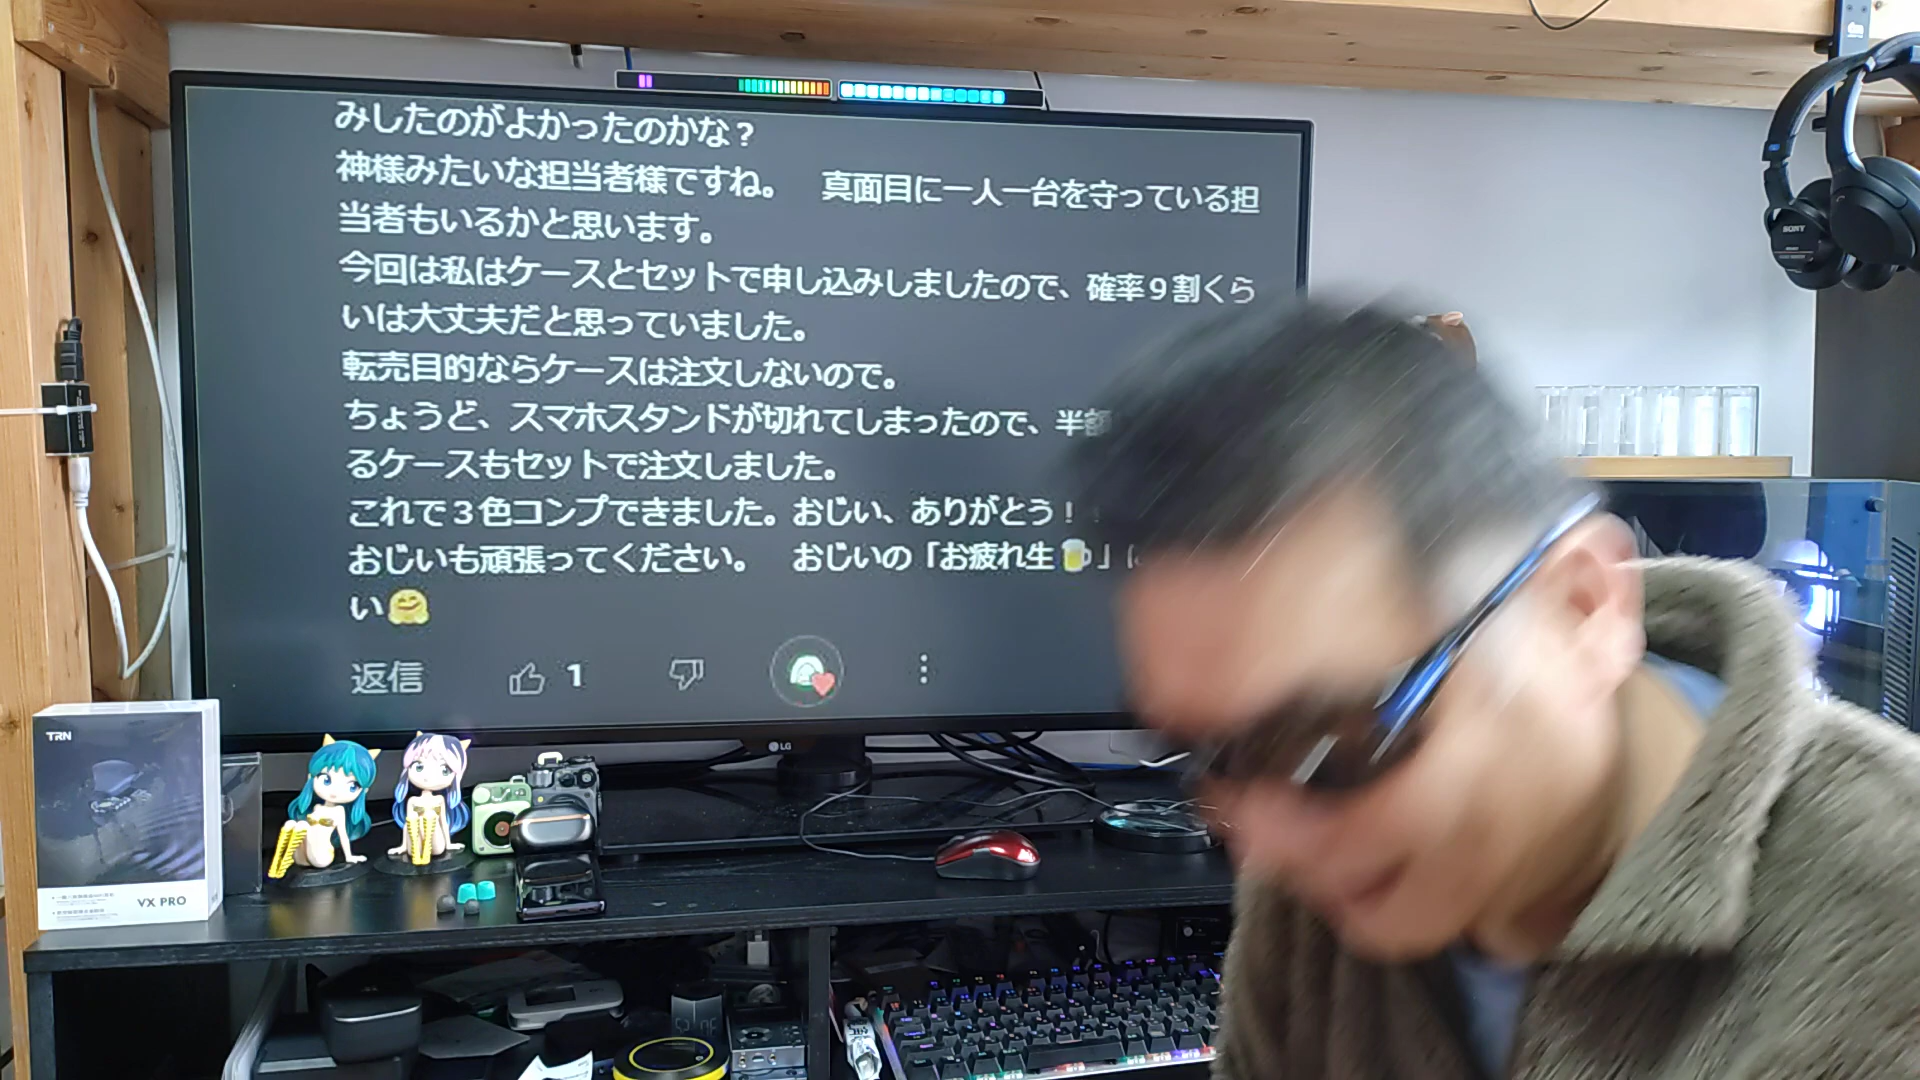 みしたのがよかったのかな？
神様みたいな担当者様ですね。　真面目に一人一台を守っている担
当者もいるかと思います。
今回は私はケースとセットで申し込みしましたので、確率９割くら
いは大丈夫だと思っていました。
転売目的ならケースは注文しないので。
ちょうど、スマホスタンドが切れてしまったので、半額
るケースもセットで注文しました。
これで３色コンプできました。おじい、ありがとう！
おじいも頑張ってください。　おじいの「お疲れ生🍺」に
い🤗
返信
1
LG
SONY
TRN
VX PRO